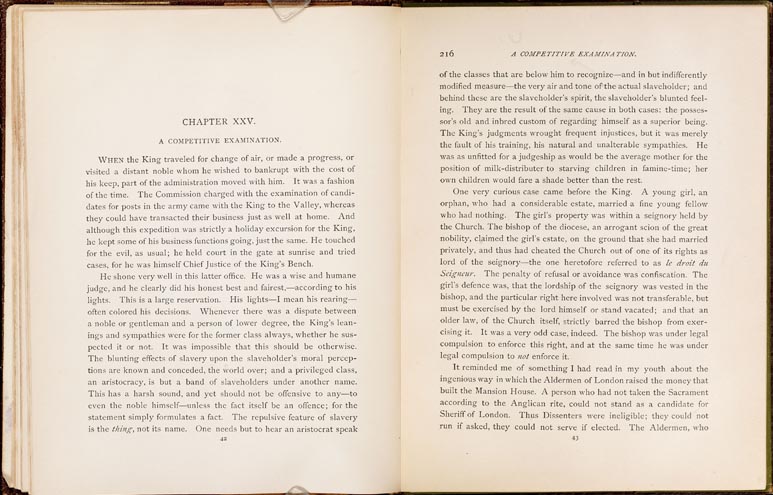 CHAPTER XXV.
A COMPETITIVE EXAMINATION.
WHEN the King traveled for change of air, or made a progress, or
visited a distant noble whom he wished to bankrupt with the cost of
his keep, part of the administration moved with him. It was a fashion
of the time. The Commission charged with the examination of candi-
dates for posts in the army came with the King to the Valley, whereas
they could have transacted their business just as well at home. And
although this expedition was strictly a holiday excursion for the King,
he kept some of his business functions going, just the same. He touched
for the evil, as usual; he held court in the gate at sunrise and tried
cases, for he was himself Chief Justice of the King's Bench.
He shone very well in this latter office. He was a wise and humane
judge, and he clearly did his honest best and fairest,—according to his
lights. This is a large reservation. His lights—I mean his rearing—
often colored his decisions. Whenever there was a dispute between
a noble or gentleman and a person of lower degree, the King's lean-
ings and sympathies were for the former class always, whether he sus-
pected it or not. It was impossible that this should be otherwise.
The blunting effects of slavery upon the slaveholder's moral percep-
tions are known and conceded, the world over; and a privileged class,
an aristocracy, is but a band of slaveholders under another name.
This has a harsh sound, and yet should not be offensive to any—to
even the noble himself—unless the fact itself be an offence; for the
statement simply formulates a fact. The repulsive feature of slavery
is the thing, not its name. One needs but to hear an aristocrat speak
42
216 A COMPETITIVE EXAMINATION.
of the classes that are below him to recognize—and in but indifferently
modified measure—the very air and tone of the actual slaveholder; and
behind these are the slaveholder's spirit, the slaveholder's blunted feel-
ing. They are the result of the same cause in both cases: the posses-
sor's old and inbred custom of regarding himself as a superior being.
The King's judgments wrought frequent injustices, but it was merely
the fault of his training, his natural and unalterable sympathies. He
was as unfitted for a judgeship as would be the average mother for the
position of milk-distributor to starving children in famine-time; her
own children would fare a shade better than the rest.
One very curious case came before the King. A young girl, an
orphan, who had a considerable estate, married a fine young fellow
who had nothing. The girl's property was within a seignory held by
the Church. The bishop of the diocese, an arrogant scion of the great
nobility, claimed the girl's estate, on the ground that she had married
privately, and thus had cheated the Church out of one of its rights as
lord of the seignory—the one heretofore referred to as le droit du
Seigneur. The penalty of refusal or avoidance was confiscation. The
girl's defence was, that the lordship of the seignory was vested in the
bishop, and the particular right here involved was not transferable, but
must be exercised by the lord himself or stand vacated; and that an
older law, of the Church itself, strictly barred the bishop from exer-
cising it. It was a very odd case, indeed. The bishop was under legal
compulsion to enforce this right, and at the same time he was under
legal compulsion to not enforce it.
It reminded me of something I had read in my youth about the
ingenious way in which the Aldermen of London raised the money that
built the Mansion House. A person who had not taken the Sacrament
according to the Anglican rite, could not stand as a candidate for
Sheriff of London. Thus Dissenters were ineligible; they could not
run if asked, they could not serve if elected. The Aldermen, who
43